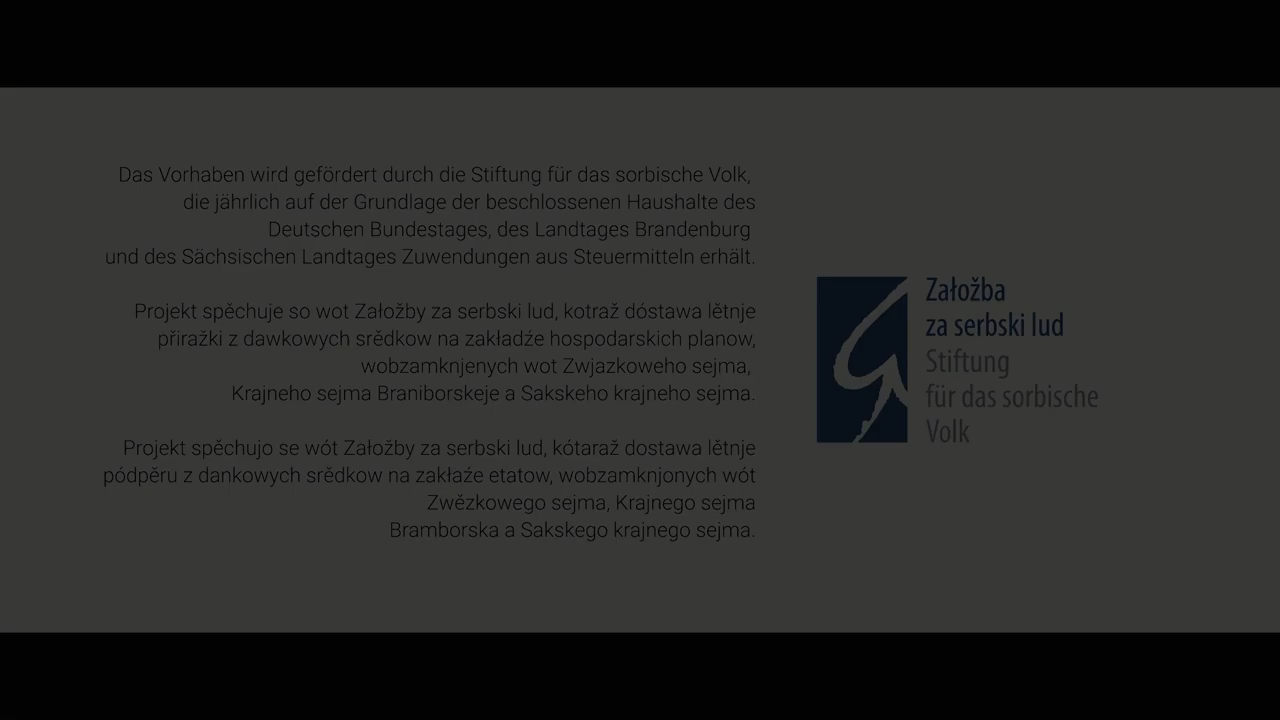 Das Vorhaben wird gefördert durch die Stiftung für das sorbische Volk,
die jährlich auf der Grundlage der beschlossenen Haushalte des
Deutschen Bundestages, des Landtages Brandenburg
und des Sächsischen Landtages Zuwendungen aus Steuermitteln erhält.
Projekt spěchuje so wot Załožby za serbski lud, kotraž dóstawa lětnje
přiražki z dawkowych srědkow na zakładźe hospodarskich planow,
wobzamknjenych wot Zwjazkoweho sejma,
Krajneho sejma Braniborskeje a Sakskeho krajneho sejma.
Projekt spěchujo se wót Załožby za serbski lud, kótaraž dostawa lětnje
pódpěru z dankowych srědkow na zakłaźe etatow, wobzamknjonych wót
Zwězkowego sejma, Krajnego sejma
Bramborska a Sakskego krajnego sejma.
Załožba
za serbski lud
Stiftung
für das sorbische
Volk